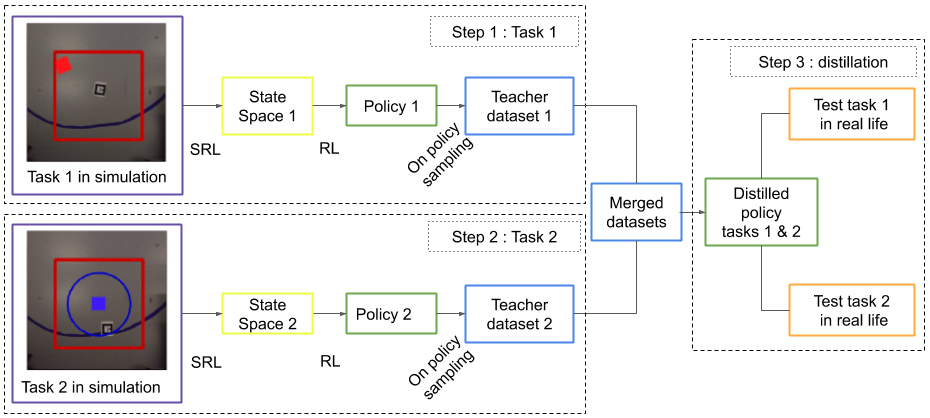 Step 1 : Task 1
Task 1 in simulation
SRL
State
Space 1
RL
Policy 1
On policy
sampling
Teacher
dataset 1
Step 2 : Task 2
Task 2 in simulation
SRL
State
Space 2
RL
Policy 2
On policy
sampling
Teacher
dataset 2
Merged
datasets
Step 3 : distillation
Distilled
policy
tasks 1 & 2
Test task 1
in real life
Test task 2
in real life